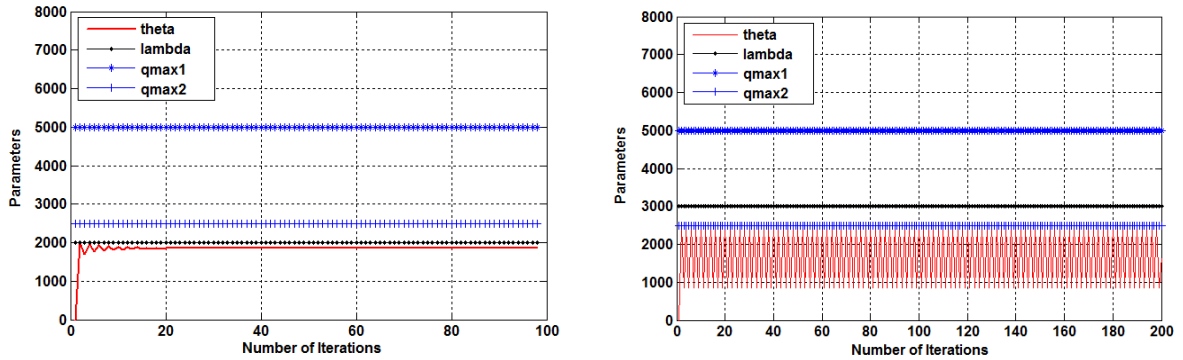 8000
7000
6000
5000
4000
3000
2000
1000
0
Parameters
theta
lambda
qmax1
qmax2
0 20 40 60 80 100
Number of Iterations
8000
7000
6000
5000
4000
3000
2000
1000
0
Parameters
theta
lambda
qmax1
qmax2
0 20 40 60 80 100 120 140 160 180 200
Number of Iterations